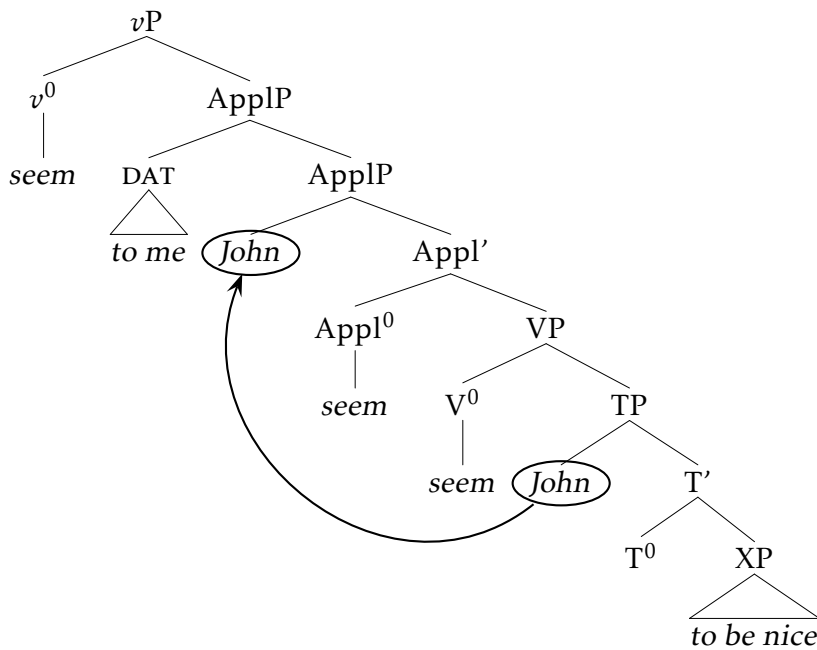 vP
v⁰ ApplP
seem DAT ApplP
to me John Appl'
Appl⁰ VP
seem V⁰ TP
seem John T'
T⁰ XP
to be nice